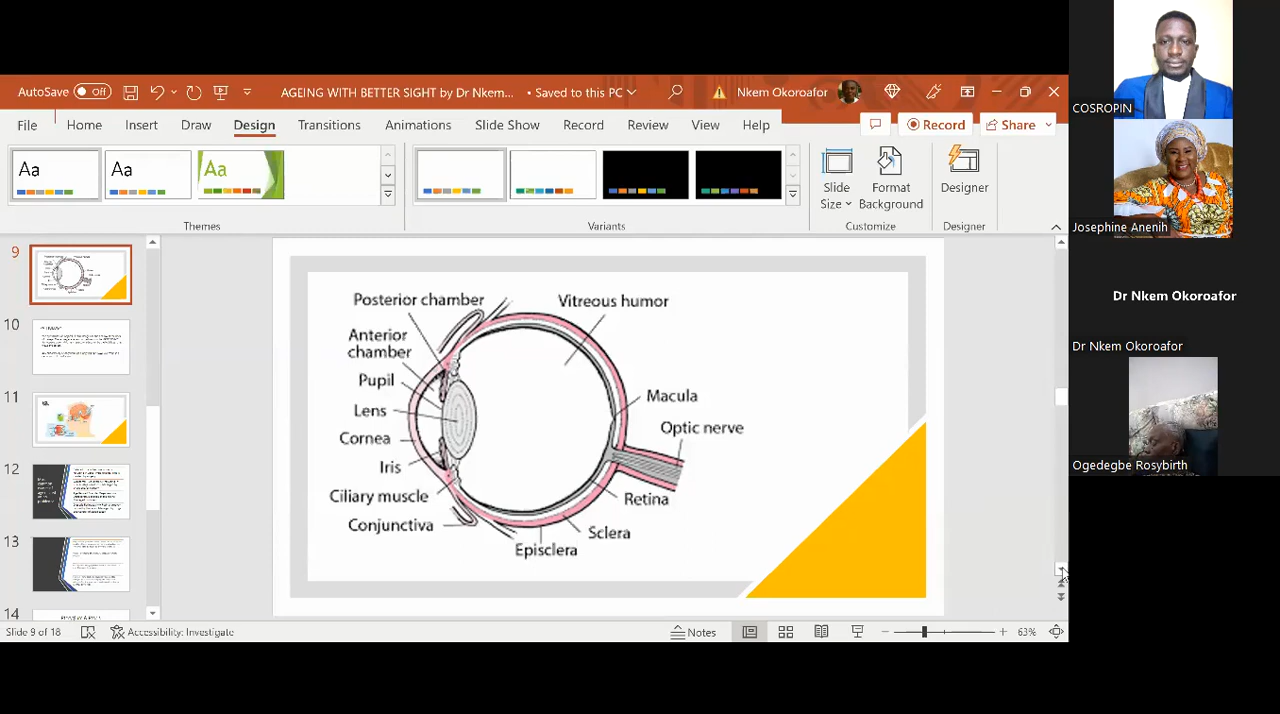 AutoSave Off
AGEING WITH BETTER SIGHT by Dr Nkem... • Saved to this PC
Nkem Okoroafor
File Home Insert Draw Design Transitions Animations Slide Show Record Review View Help
Record Share
Aa Aa Aa
Slide Size
Format Background
Designer
Themes
Variants
Customize
Designer
9
10
11
12
13
14
Posterior chamber
Vitreous humor
Anterior chamber
Pupil
Macula
Lens
Optic nerve
Cornea
Iris
Ciliary muscle
Retina
Conjunctiva
Sclera
Episclera
Slide 9 of 18
Accessibility: Investigate
Notes
63%
COSROPIN
Josephine Anenih
Dr Nkem Okoroafor
Dr Nkem Okoroafor
Ogedegbe Rosybirth